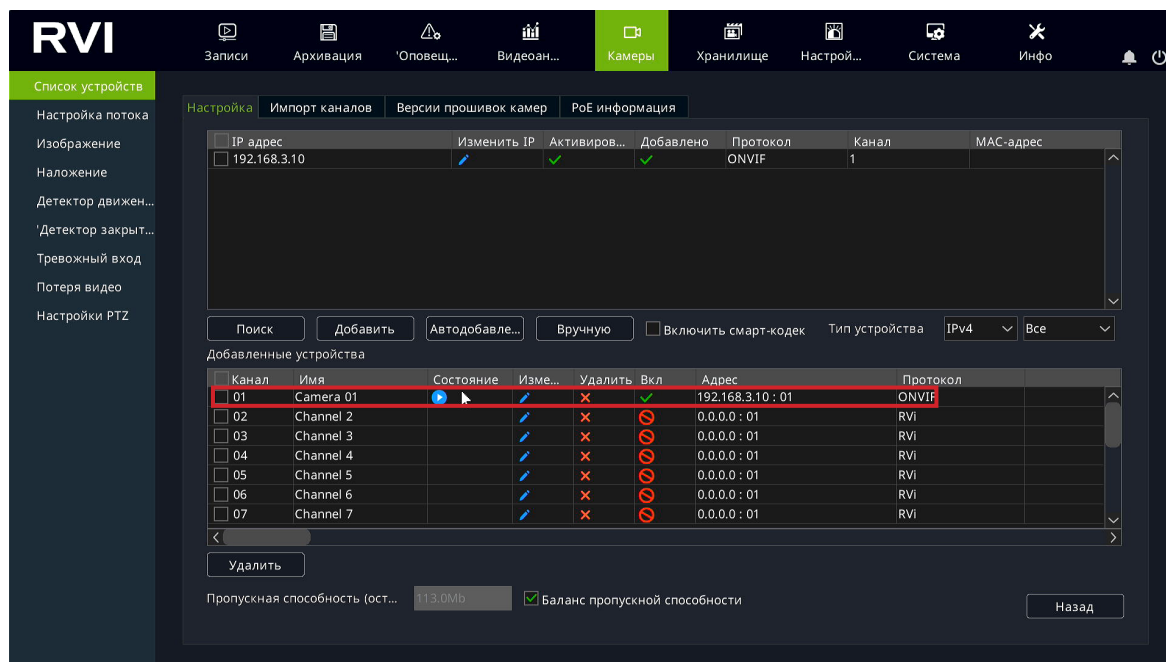 RVI
Записи
Архивация
'Оповещ...
Видеоан...
Камеры
Хранилище
Настрой...
Система
Инфо
Список устройств
Настройка потока
Изображение
Наложение
Детектор движен...
'Детектор закрыт...
Тревожный вход
Потеря видео
Настройки PTZ
Настройка Импорт каналов Версии прошивок камер PoE информация
IP адрес Изменить IP Активиров... Добавлено Протокол Канал MAC-адрес
192.168.3.10 ONVIF 1
Поиск Добавить Автодобавле... Вручную Включить смарт-кодек Тип устройства IPv4 Все
Добавленные устройства
Канал Имя Состояние Изме... Удалить Вкл Адрес Протокол
01 Camera 01 192.168.3.10 : 01 ONVIF
02 Channel 2 0.0.0.0 : 01 RVi
03 Channel 3 0.0.0.0 : 01 RVi
04 Channel 4 0.0.0.0 : 01 RVi
05 Channel 5 0.0.0.0 : 01 RVi
06 Channel 6 0.0.0.0 : 01 RVi
07 Channel 7 0.0.0.0 : 01 RVi
Удалить
Пропускная способность (ост... 113.0Mb Баланс пропускной способности
Назад